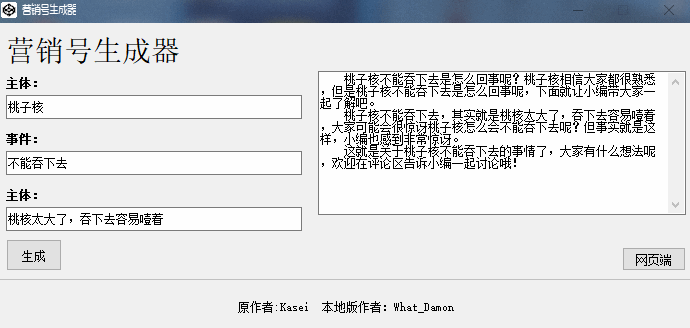 营销号生成器
营销号生成器
主体：
桃子核
事件：
不能吞下去
主体：
桃核太大了，吞下去容易噎着
生成
桃子核不能吞下去是怎么回事呢？桃子核相信大家都很熟悉
，但是桃子核不能吞下去是怎么回事呢，下面就让小编带大家一
起了解吧。
桃子核不能吞下去，其实就是桃核太大了，吞下去容易噎着
，大家可能会很惊讶桃子核怎么会不能吞下去呢？但事实就是这
样，小编也感到非常惊讶。
这就是关于桃子核不能吞下去的事情了，大家有什么想法呢
，欢迎在评论区告诉小编一起讨论哦！
网页端
原作者:Kasei 本地版作者：What_Damon